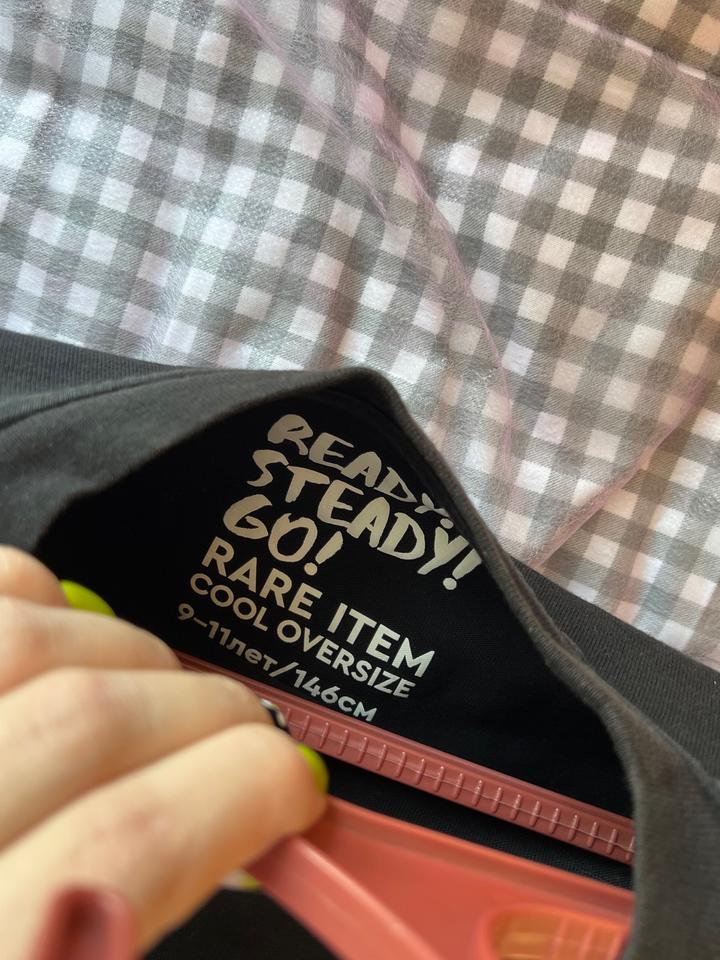 READY,
STEADY!
GO!
RARE ITEM
COOL OVERSIZE
9-11лет/146см